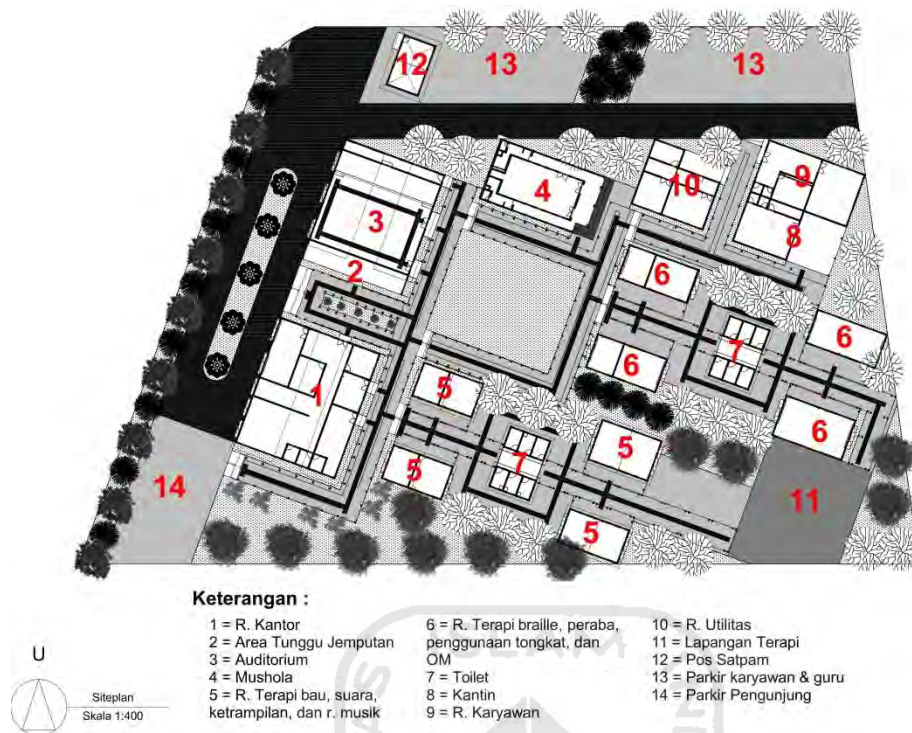 12
13
13
4
10
9
3
8
2
6
6
7
6
1
5
6
5
7
5
14
11
5
Keterangan :
1 = R. Kantor
2 = Area Tunggu Jemputan
3 = Auditorium
4 = Mushola
5 = R. Terapi bau, suara,
ketrampilan, dan r. musik
6 = R. Terapi braille, peraba,
penggunaan tongkat, dan
OM
7 = Toilet
8 = Kantin
9 = R. Karyawan
10 = R. Utilitas
11 = Lapangan Terapi
12 = Pos Satpam
13 = Parkir karyawan & guru
14 = Parkir Pengunjung
U
Siteplan
Skala 1:400
ISLAM